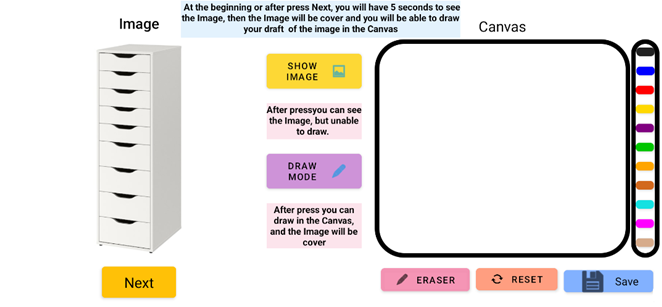 At the beginning or after press Next, you will have 5 seconds to see
the Image, then the Image will be cover and you will be able to draw
your draft of the image in the Canvas
Image
Canvas
SHOW
IMAGE
After pressyou can see
the Image, but unable
to draw.
DRAW
MODE
After press you can
draw in the Canvas,
and the Image will be
cover
Next
ERASER
RESET
Save